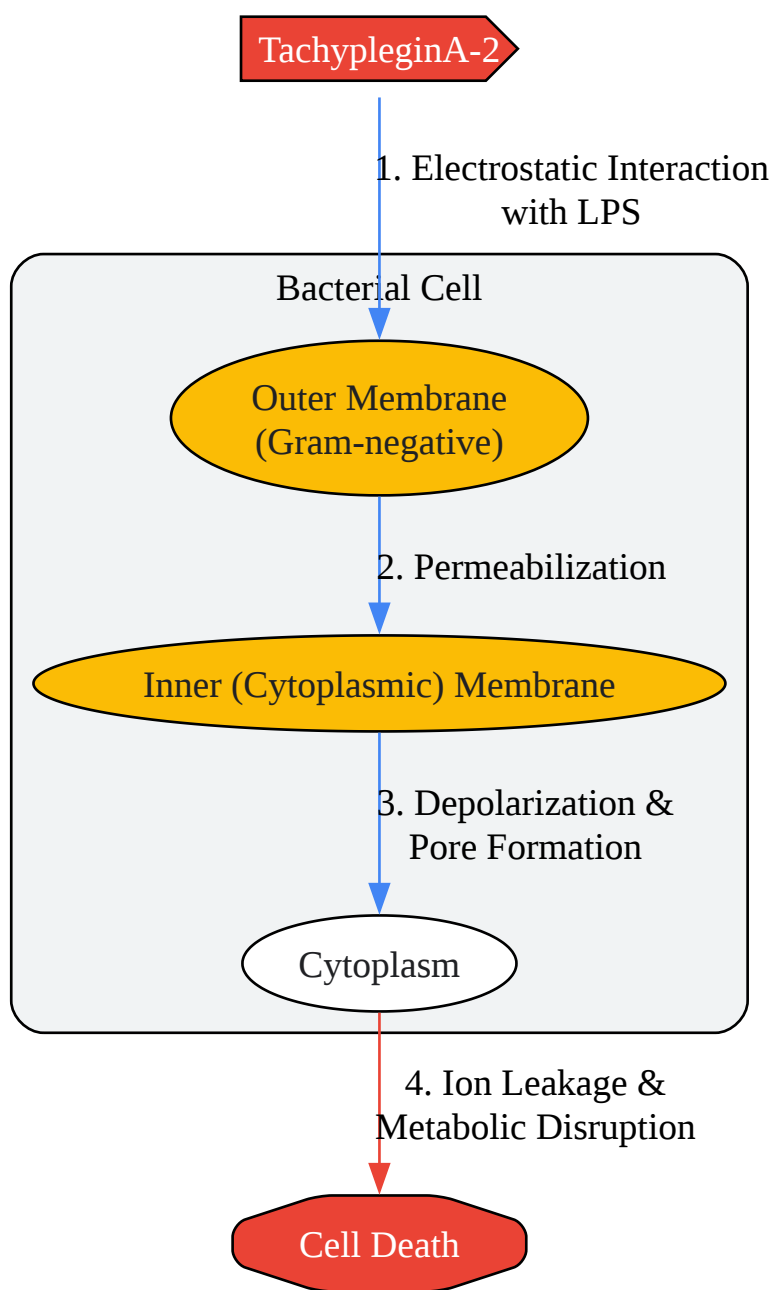 TachypleginA-2
1. Electrostatic Interaction
with LPS
Bacterial Cell
Outer Membrane
(Gram-negative)
2. Permeabilization
Inner (Cytoplasmic) Membrane
3. Depolarization &
Pore Formation
Cytoplasm
4. Ion Leakage &
Metabolic Disruption
Cell Death